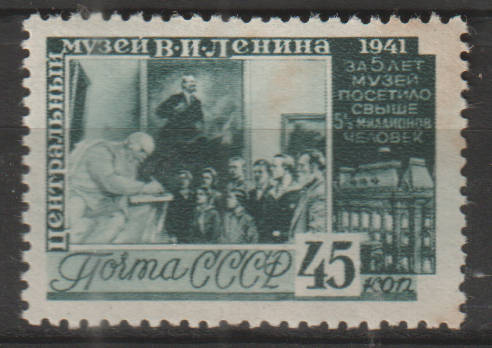 Центральный
музей В·И·Ленина 1941
ЗА 5 ЛЕТ
МУЗЕЙ
ПОСЕТИЛО
СВЫШЕ
5½ МИЛЛИОНОВ
ЧЕЛОВЕК
Почта СССР 45
коп